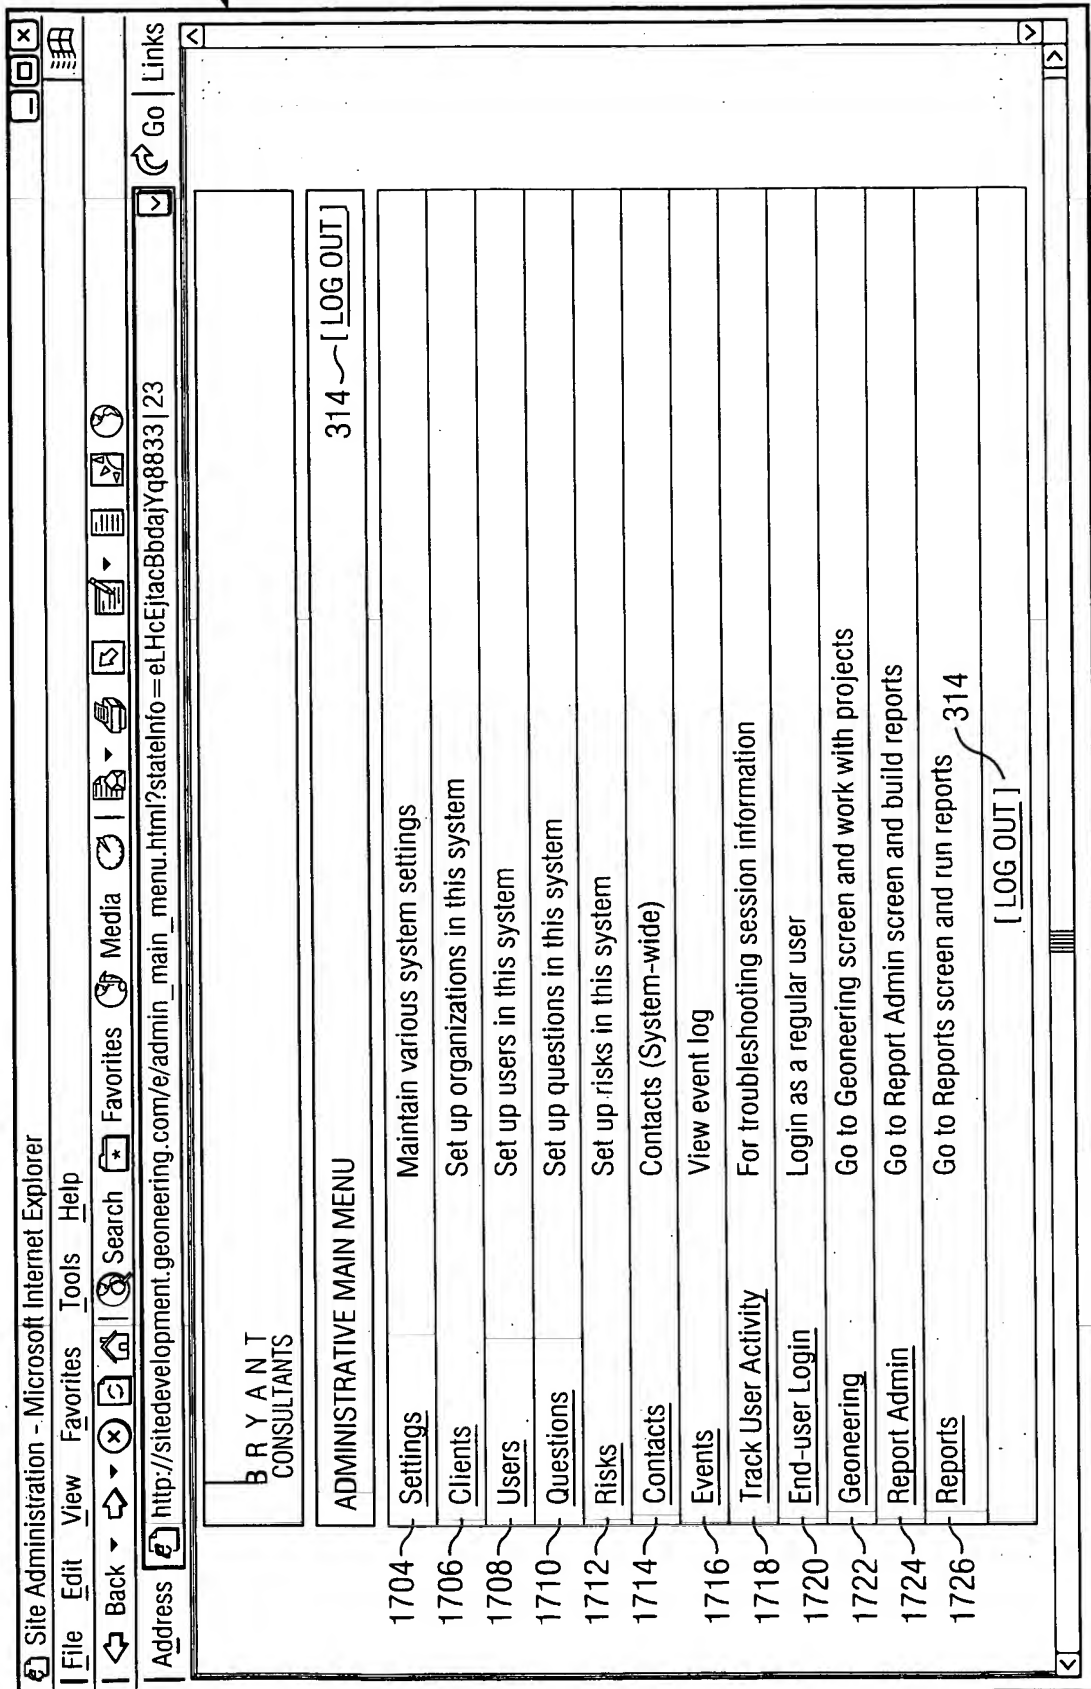 Site Administration - Microsoft Internet Explorer
File Edit View Favorites Tools Help
Back Search Favorites Media
Address http://sitedevelopment.geoneering.com/e/admin_main_menu.html?stateInfo=eLHcEjtacBbdajYq8833|23 Go Links
BRYANT
CONSULTANTS
ADMINISTRATIVE MAIN MENU 314 [ LOG OUT ]
1704 Settings Maintain various system settings
1706 Clients Set up organizations in this system
1708 Users Set up users in this system
1710 Questions Set up questions in this system
1712 Risks Set up risks in this system
1714 Contacts Contacts (System-wide)
1716 Events View event log
1718 Track User Activity For troubleshooting session information
1720 End-user Login Login as a regular user
1722 Geoneering Go to Geoneering screen and work with projects
1724 Report Admin Go to Report Admin screen and build reports
1726 Reports Go to Reports screen and run reports
[ LOG OUT ] 314